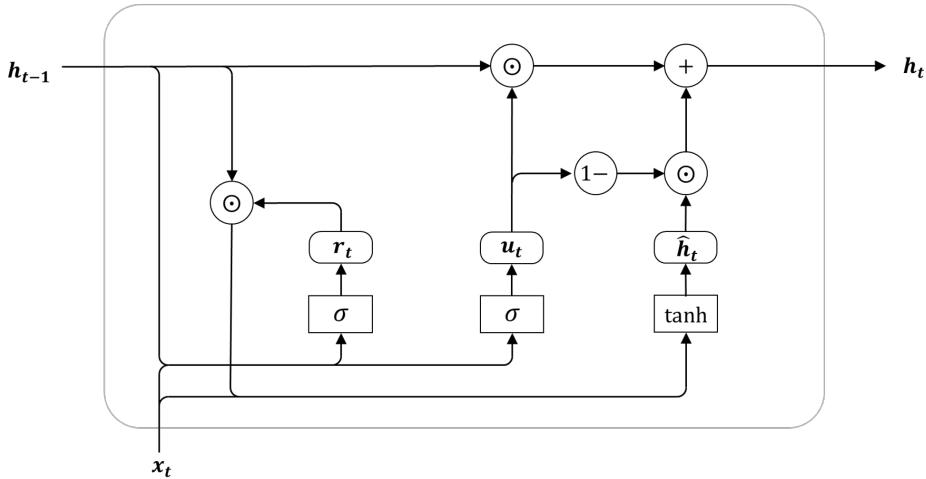 h_{t−1}
⊙
+
h_t
1−
⊙
⊙
r_t
u_t
ĥ_t
σ
σ
tanh
x_t